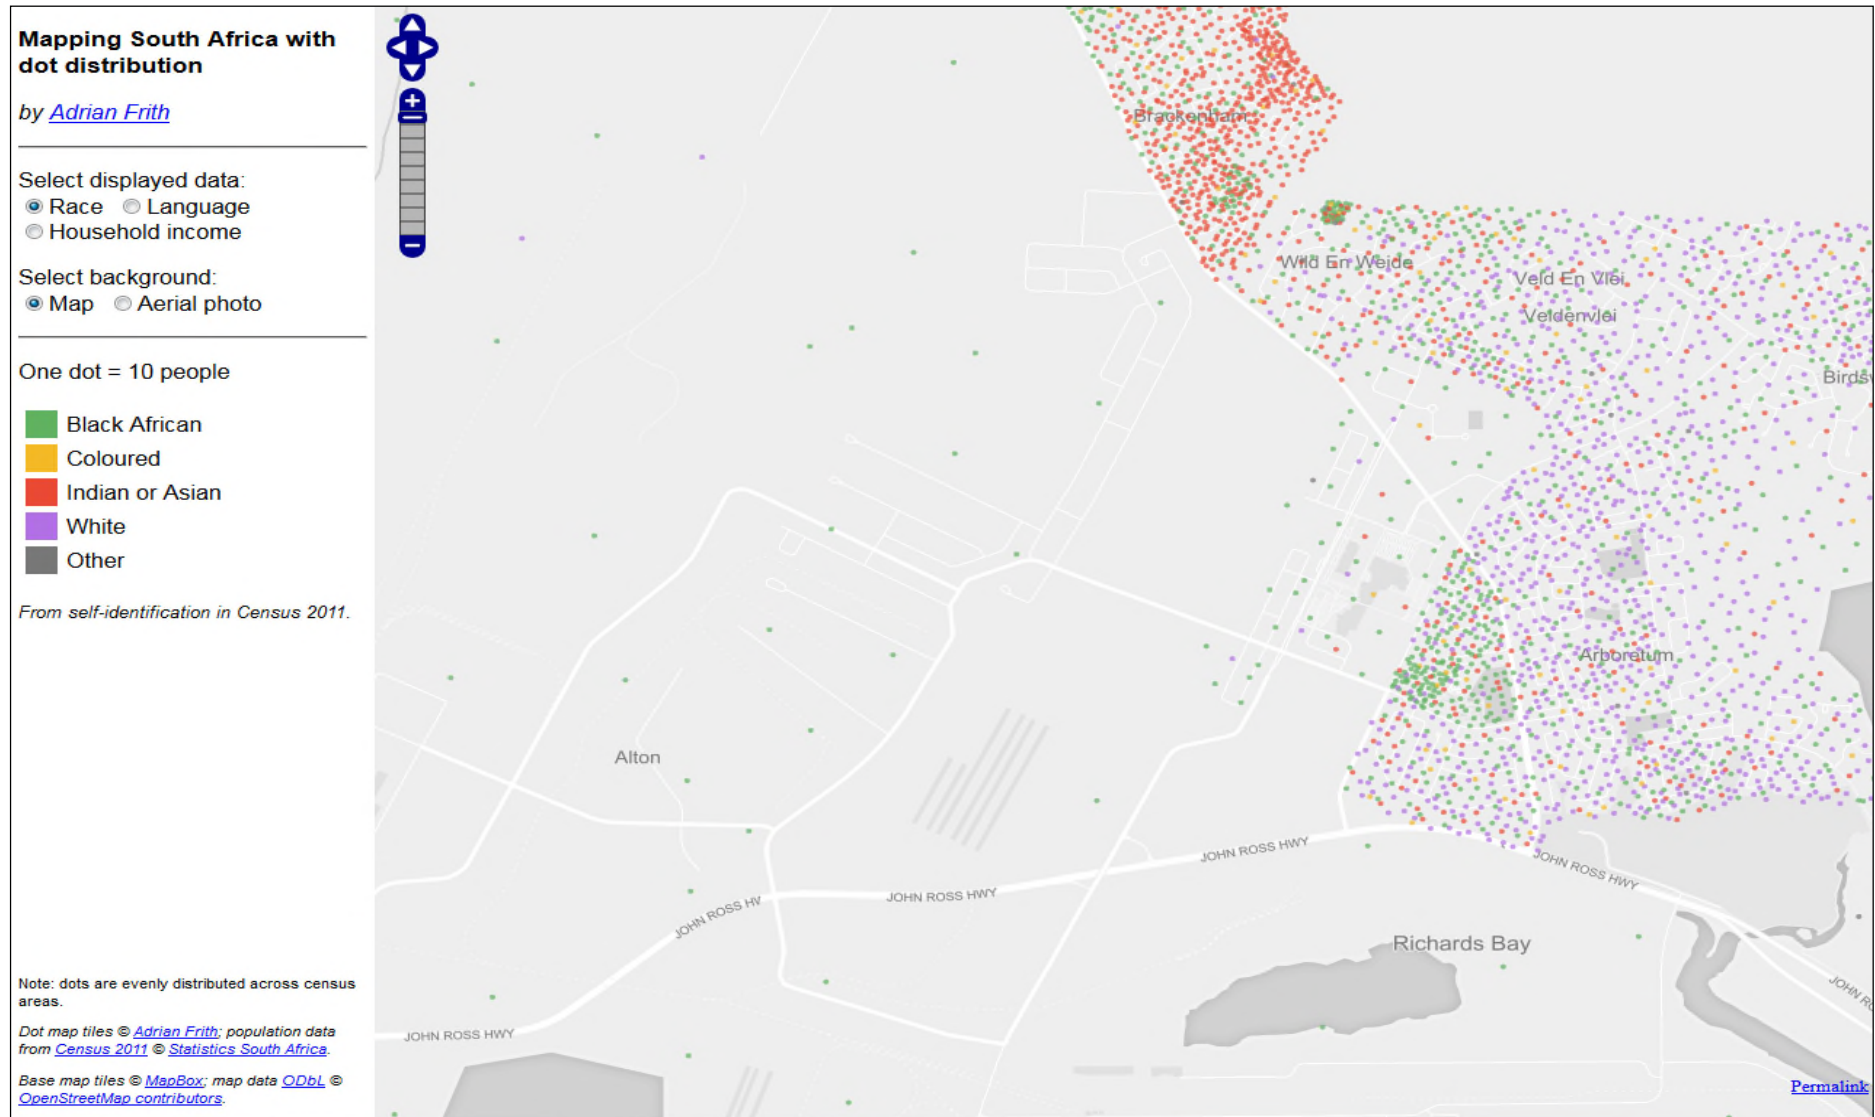 Mapping South Africa with
dot distribution
by Adrian Frith
Select displayed data:
Race Language
Household income
Select background:
Map Aerial photo
One dot = 10 people
Black African
Coloured
Indian or Asian
White
Other
From self-identification in Census 2011.
Note: dots are evenly distributed across census
areas.
Dot map tiles © Adrian Frith; population data
from Census 2011 © Statistics South Africa.
Base map tiles © MapBox; map data ODbL ©
OpenStreetMap contributors.
Brackenham
Wild En Weide
Veld En Vlei
Veldenvlei
Birdsw
Arboretum
Alton
JOHN ROSS HWY
JOHN ROSS HWY
JOHN ROSS HW
JOHN ROSS HWY
Richards Bay
JOHN RO
JOHN ROSS HWY
Permalink